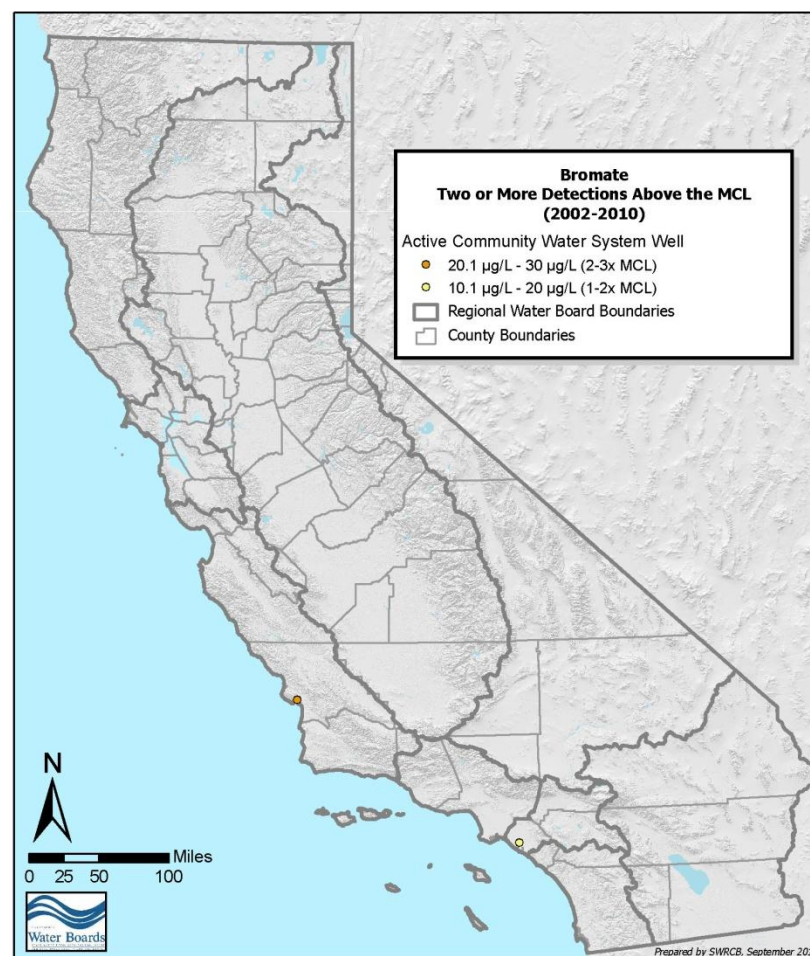 Bromate
Two or More Detections Above the MCL
(2002-2010)
Active Community Water System Well
20.1 µg/L - 30 µg/L (2-3x MCL)
10.1 µg/L - 20 µg/L (1-2x MCL)
Regional Water Board Boundaries
County Boundaries
N
Miles
0 25 50 100
Water Boards
Prepared by SWRCB, September